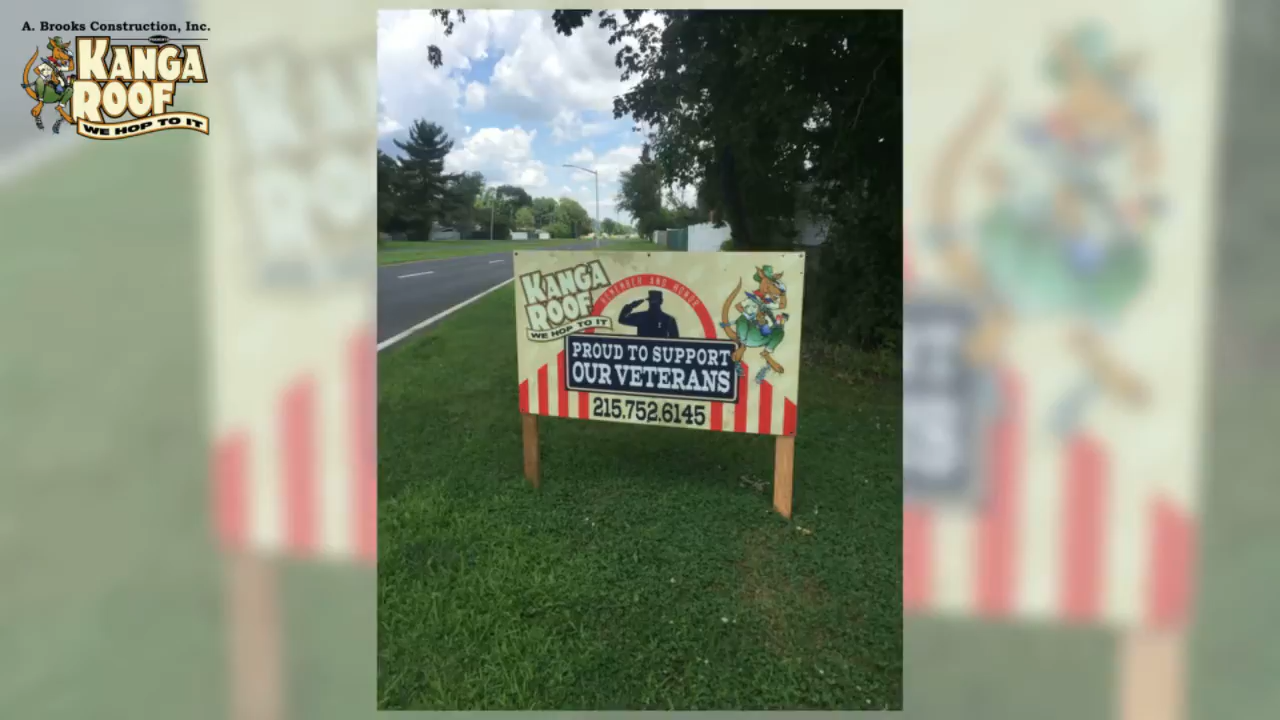 A. Brooks Construction, Inc.
KANGA
ROOF
WE HOP TO IT
KANGA
ROOF
WE HOP TO IT
REMEMBER AND HONOR
PROUD TO SUPPORT
OUR VETERANS
215.752.6145